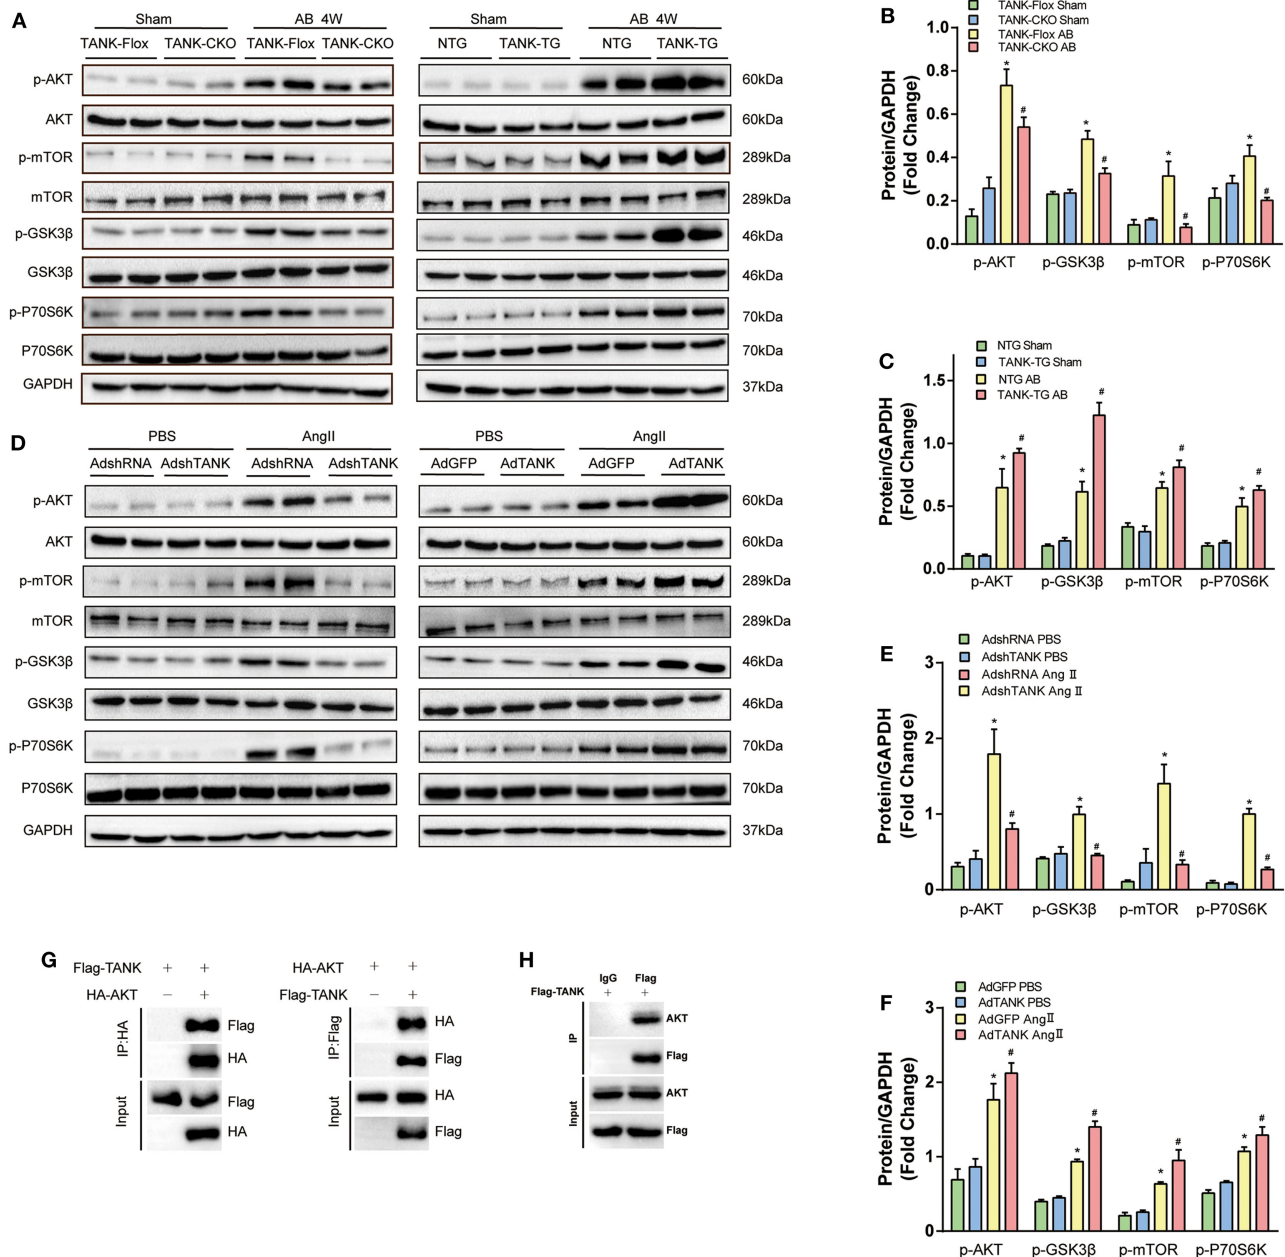 A
Sham
AB 4W
TANK-Flox TANK-CKO TANK-Flox TANK-CKO
Sham
AB 4W
NTG TANK-TG NTG TANK-TG
p-AKT 60kDa
AKT 60kDa
p-mTOR 289kDa
mTOR 289kDa
p-GSK3β 46kDa
GSK3β 46kDa
p-P70S6K 70kDa
P70S6K 70kDa
GAPDH 37kDa
B
TANK-Flox Sham
TANK-CKO Sham
TANK-Flox AB
TANK-CKO AB
Protein/GAPDH
(Fold Change)
1.0
0.8
0.6
0.4
0.2
0.0
* # * # * # * #
p-AKT p-GSK3β p-mTOR p-P70S6K
C
NTG Sham
TANK-TG Sham
NTG AB
TANK-TG AB
Protein/GAPDH
(Fold Change)
1.5
1.0
0.5
0.0
* # * # * # * #
p-AKT p-GSK3β p-mTOR p-P70S6K
D
PBS
AngII
AdshRNA AdshTANK AdshRNA AdshTANK
PBS
AngII
AdGFP AdTANK AdGFP AdTANK
p-AKT 60kDa
AKT 60kDa
p-mTOR 289kDa
mTOR 289kDa
p-GSK3β 46kDa
GSK3β 46kDa
p-P70S6K 70kDa
P70S6K 70kDa
GAPDH 37kDa
E
AdshRNA PBS
AdshTANK PBS
AdshRNA Ang Ⅱ
AdshTANK Ang Ⅱ
Protein/GAPDH
(Fold Change)
3
2
1
0
* # * # * # * #
p-AKT p-GSK3β p-mTOR p-P70S6K
F
AdGFP PBS
AdTANK PBS
AdGFP AngⅡ
AdTANK AngⅡ
Protein/GAPDH
(Fold Change)
3
2
1
0
* # * # * # * #
p-AKT p-GSK3β p-mTOR p-P70S6K
G
Flag-TANK + +
HA-AKT − +
IP:HA
Flag
HA
Input
Flag
HA
HA-AKT + +
Flag-TANK − +
IP:Flag
HA
Flag
Input
HA
Flag
H
IgG Flag
Flag-TANK + +
IP
AKT
Flag
Input
AKT
Flag